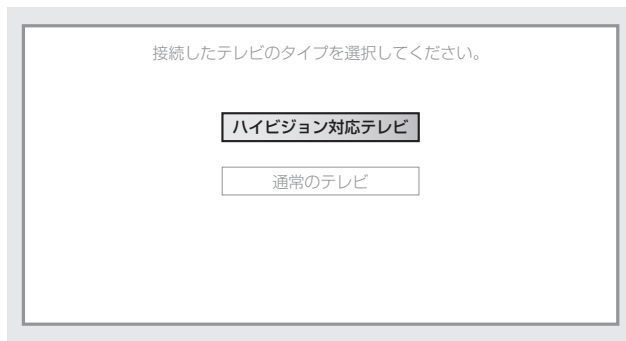 接続したテレビのタイプを選択してください。
ハイビジョン対応テレビ
通常のテレビ